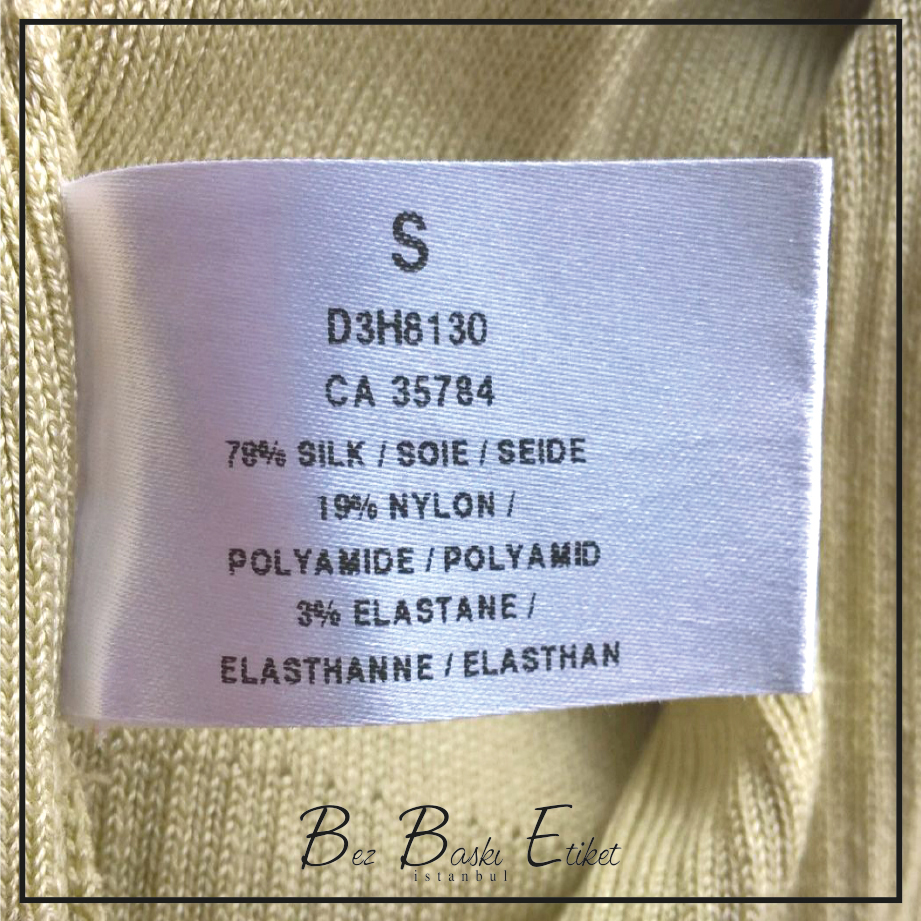 S
D3H8130
CA 35784
78% SILK / SOIE / SEIDE
19% NYLON /
POLYAMIDE / POLYAMID
3% ELASTANE /
ELASTHANNE / ELASTHAN
Bez Baskı Etiket
istanbul